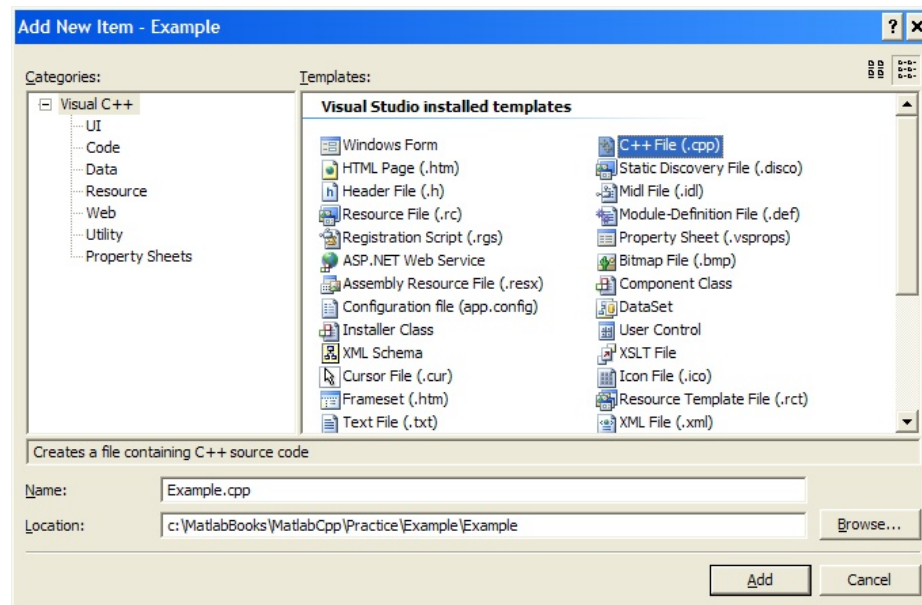 Add New Item - Example
Categories:
Templates:
Visual C++
UI
Code
Data
Resource
Web
Utility
Property Sheets
Visual Studio installed templates
Windows Form
C++ File (.cpp)
HTML Page (.htm)
Static Discovery File (.disco)
Header File (.h)
Midl File (.idl)
Resource File (.rc)
Module-Definition File (.def)
Registration Script (.rgs)
Property Sheet (.vsprops)
ASP.NET Web Service
Bitmap File (.bmp)
Assembly Resource File (.resx)
Component Class
Configuration file (app.config)
DataSet
Installer Class
User Control
XML Schema
XSLT File
Cursor File (.cur)
Icon File (.ico)
Frameset (.htm)
Resource Template File (.rct)
Text File (.txt)
XML File (.xml)
Creates a file containing C++ source code
Name:
Example.cpp
Location:
c:\MatlabBooks\MatlabCpp\Practice\Example\Example
Browse...
Add
Cancel